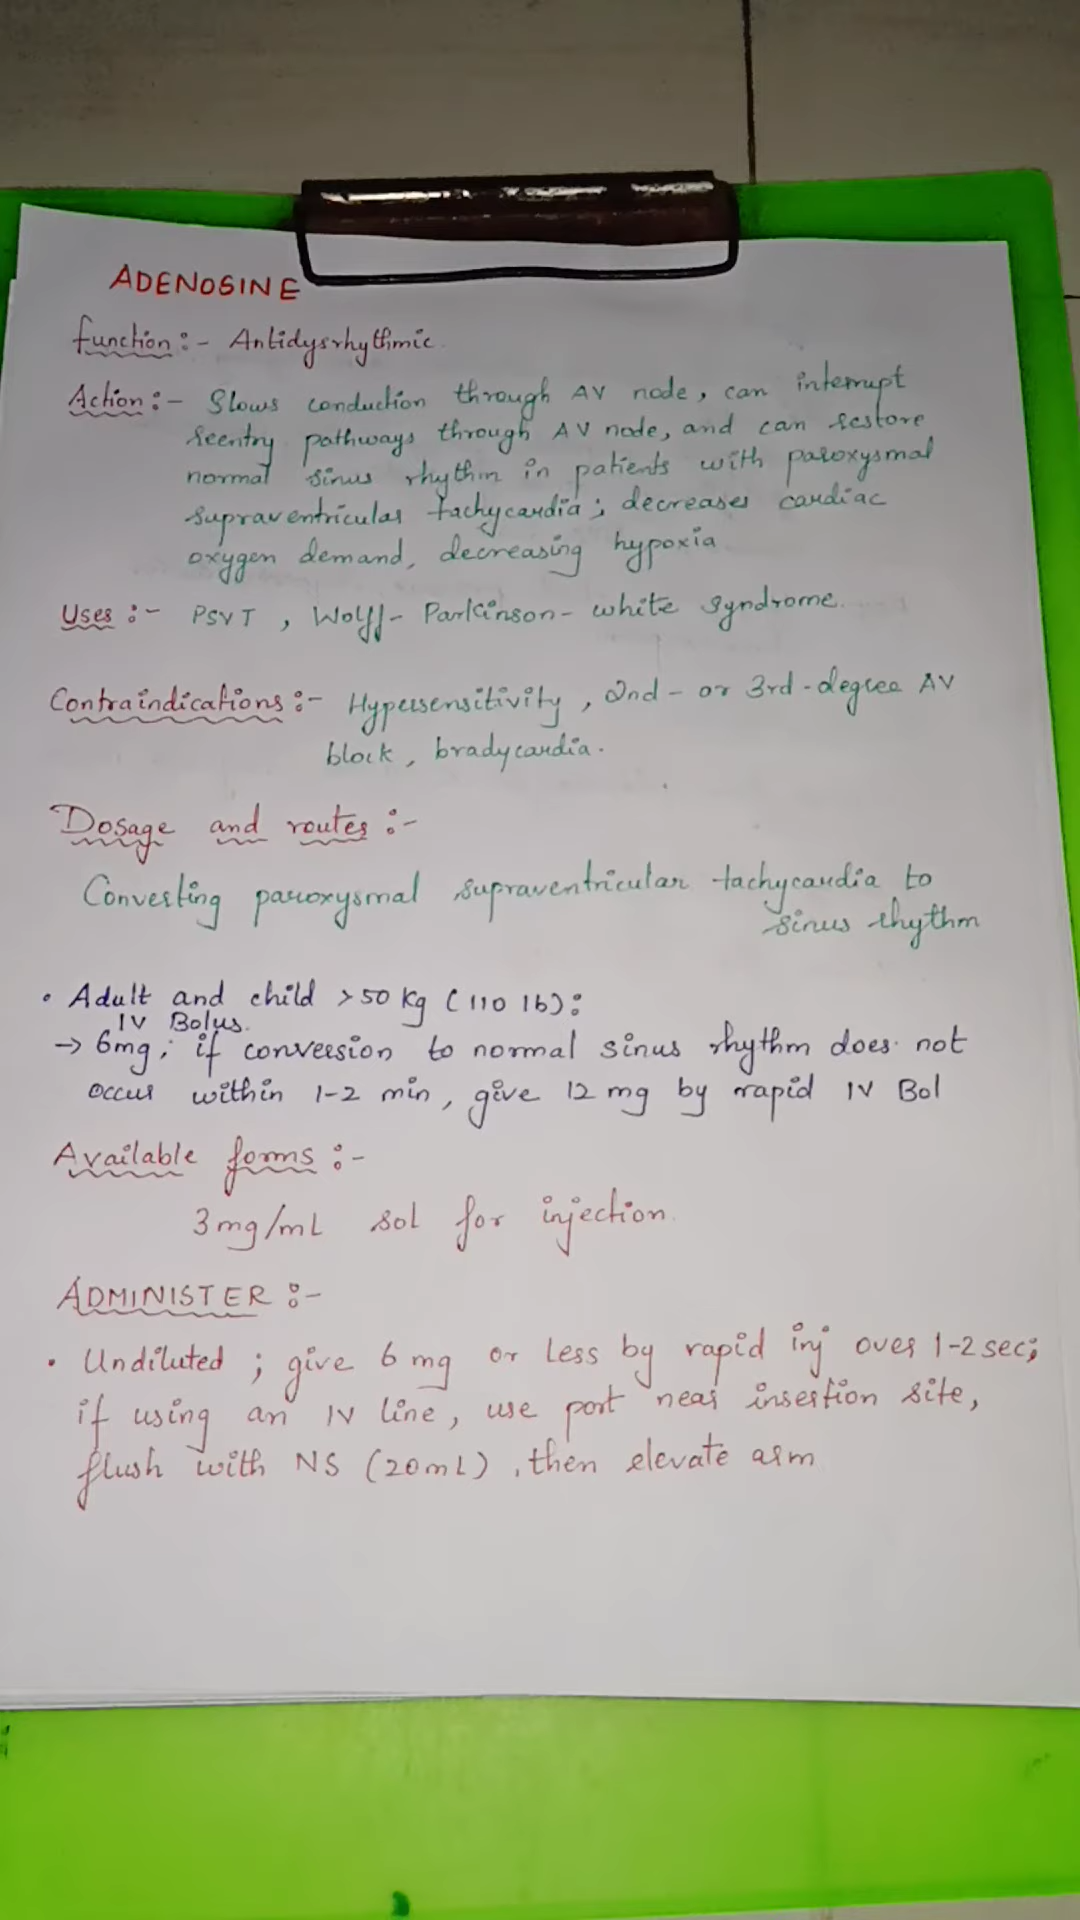 ADENOSINE
Function:- Antidysrhythmic.
Action:- Slows conduction through AV node, can interrupt
reentry pathways through AV node, and can restore
normal sinus rhythm in patients with paroxysmal
supraventricular tachycardia; decreases cardiac
oxygen demand, decreasing hypoxia
Uses:- PSVT, Wolff-Parkinson-white syndrome.
Contraindications:- Hypersensitivity, 2nd- or 3rd-degree AV
block, bradycardia.
Dosage and routes:-
Converting paroxysmal supraventricular tachycardia to
sinus rhythm
• Adult and child >50 kg (110 lb):
IV Bolus.
→ 6mg; if conversion to normal sinus rhythm does not
occur within 1-2 min, give 12 mg by rapid IV Bol
Available forms:-
3 mg/mL sol for injection.
ADMINISTER:-
• Undiluted; give 6 mg or less by rapid inj over 1-2 sec;
if using an IV line, use port near insertion site,
flush with NS (20mL), then elevate arm